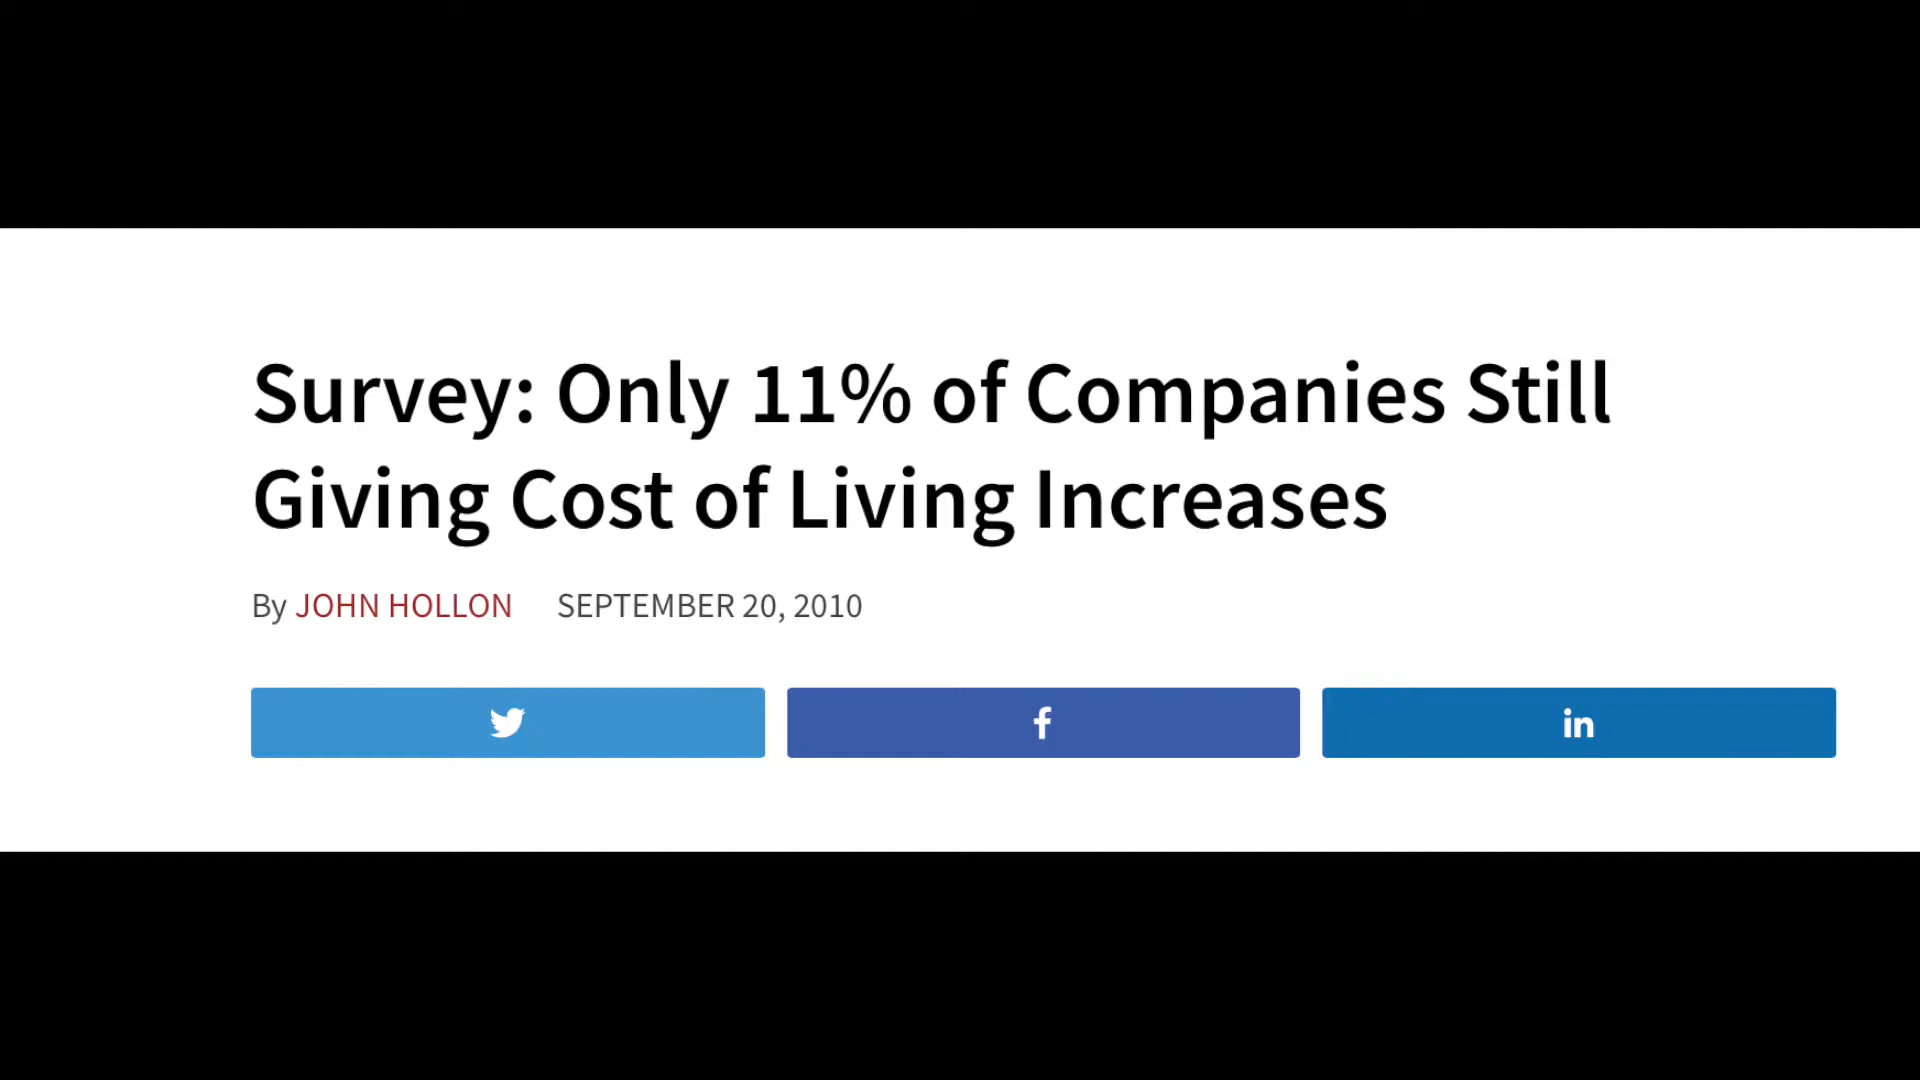 Survey: Only 11% of Companies Still
Giving Cost of Living Increases
By JOHN HOLLON SEPTEMBER 20, 2010